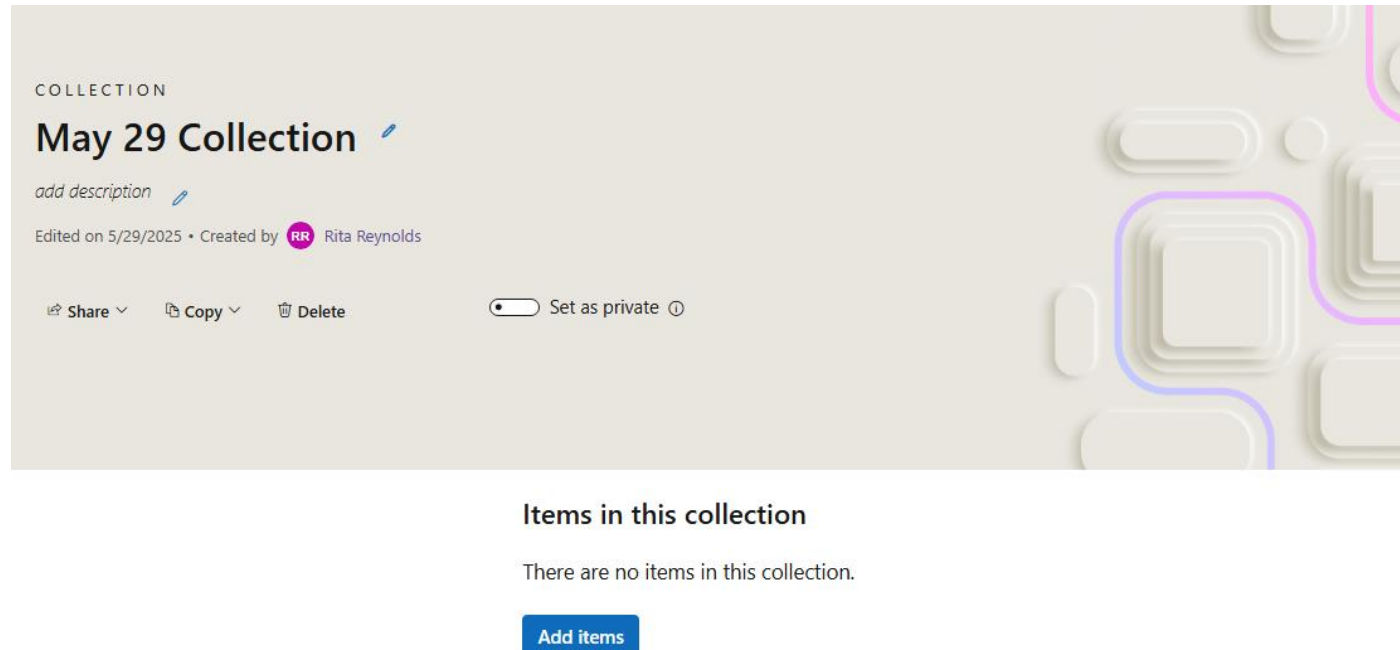 COLLECTION
May 29 Collection
add description
Edited on 5/29/2025 • Created by RR Rita Reynolds
Share Copy Delete Set as private
Items in this collection
There are no items in this collection.
Add items